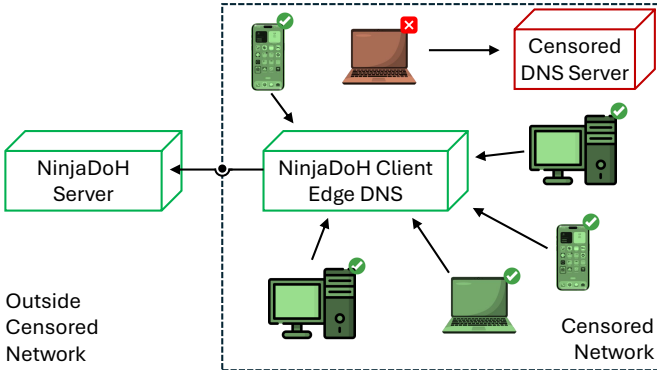 Censored
DNS Server
NinjaDoH
Server
NinjaDoH Client
Edge DNS
Outside
Censored
Network
Censored
Network